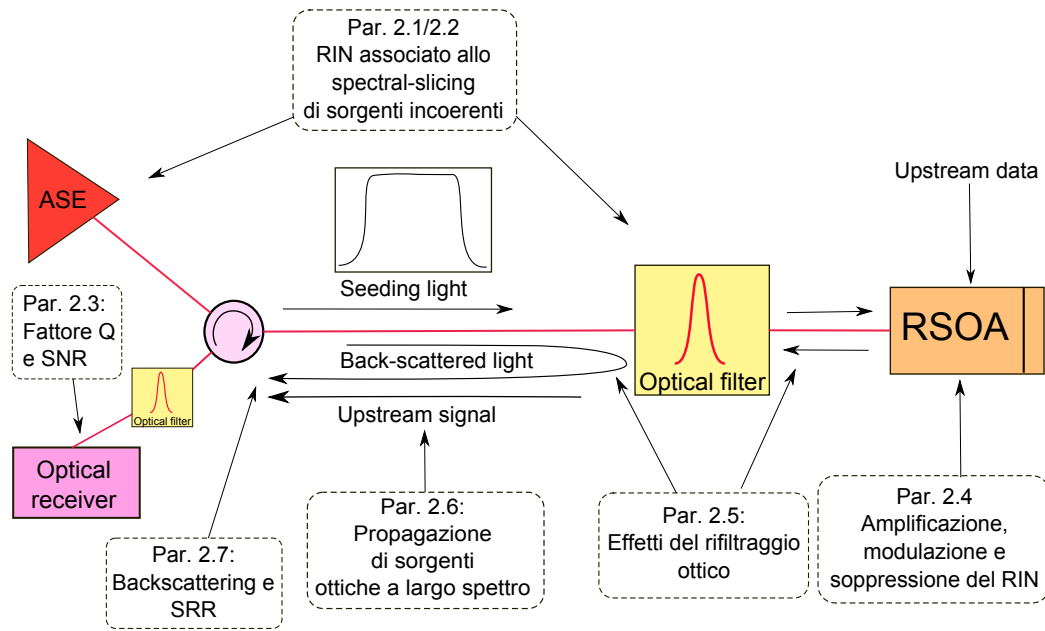 Par. 2.1/2.2
RIN associato allo
spectral-slicing
di sorgenti incoerenti
ASE
Upstream data
Seeding light
Par. 2.3:
Fattore Q
e SNR
RSOA
Back-scattered light
Optical filter
Optical filter
Upstream signal
Optical
receiver
Par. 2.7:
Backscattering e
SRR
Par. 2.6:
Propagazione
di sorgenti
ottiche a largo spettro
Par. 2.5:
Effetti del rifiltraggio
ottico
Par. 2.4
Amplificazione,
modulazione e
soppressione del RIN